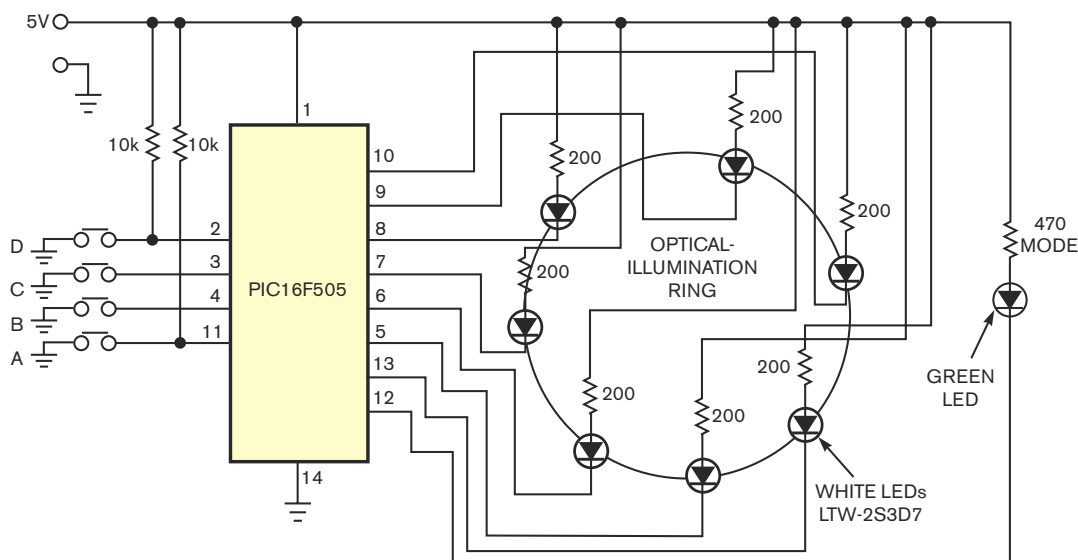 5V
10k
10k
1
10
9
8
7
6
5
13
12
2
3
4
11
14
D
C
B
A
PIC16F505
200
200
200
200
200
200
200
OPTICAL-
ILLUMINATION
RING
470
MODE
GREEN
LED
WHITE LEDs
LTW-2S3D7